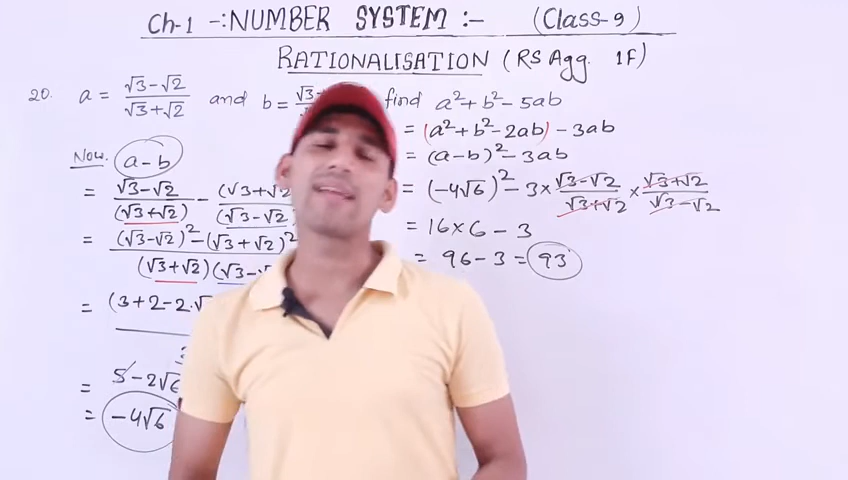 Ch-1 -: NUMBER SYSTEM :- (Class-9)
RATIONALISATION (RS Agg. 1F)
20. a = √3-√2 / √3+√2 and b = √3 find a²+b²-5ab
= (a²+b²-2ab) - 3ab
= (a-b)² - 3ab
= (-4√6)² - 3 × √3-√2 / √3+√2 × √3+√2 / √3-√2
= 16×6 - 3
= 96-3 = 93
Now. a-b
= √3-√2 / (√3+√2) - (√3+√2 / (√3-√2)
= (√3-√2)² - (√3+√2)² / (√3+√2)(√3-√
= (3+2-2.√
= 5-2√6
= -4√6